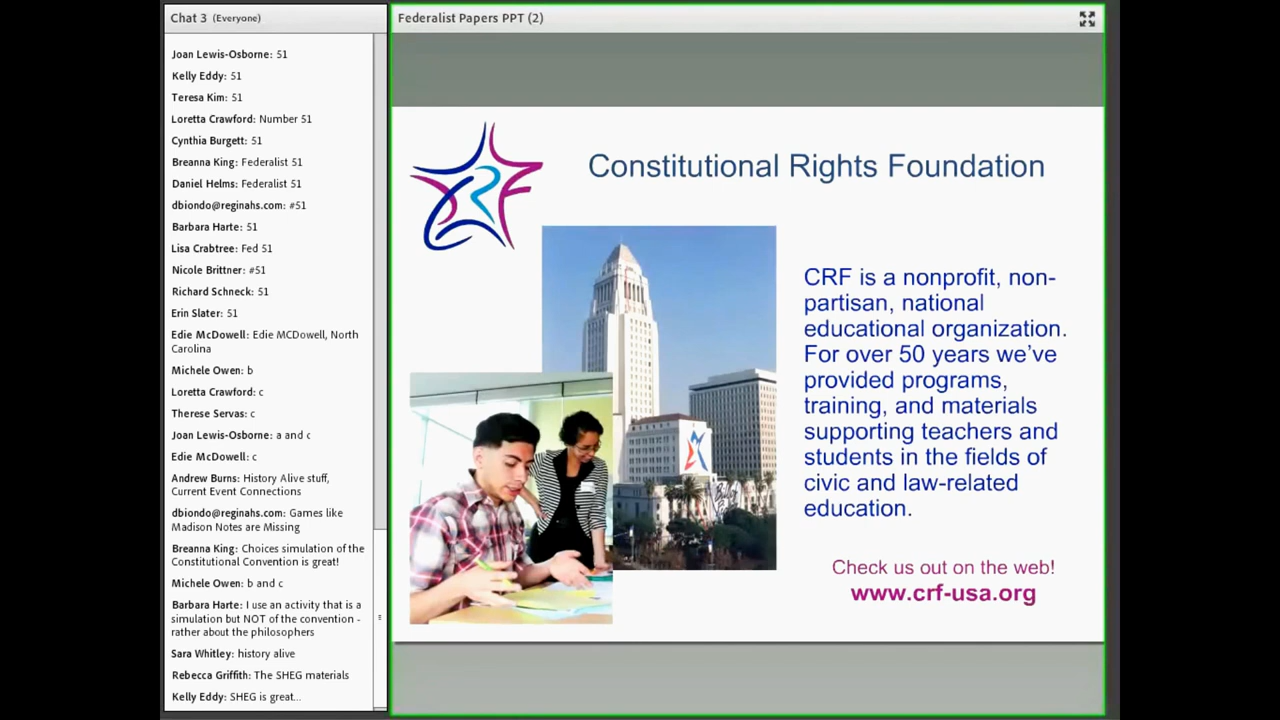 Chat 3 (Everyone)
Joan Lewis-Osborne: 51
Kelly Eddy: 51
Teresa Kim: 51
Loretta Crawford: Number 51
Cynthia Burgett: 51
Breanna King: Federalist 51
Daniel Helms: Federalist 51
dbiondo@reginahs.com: #51
Barbara Harte: 51
Lisa Crabtree: Fed 51
Nicole Brittner: #51
Richard Schneck: 51
Erin Slater: 51
Edie McDowell: Edie MCDowell, North
Carolina
Michele Owen: b
Loretta Crawford: c
Therese Servas: c
Joan Lewis-Osborne: a and c
Edie McDowell: c
Andrew Burns: History Alive stuff,
Current Event Connections
dbiondo@reginahs.com: Games like
Madison Notes are Missing
Breanna King: Choices simulation of the
Constitutional Convention is great!
Michele Owen: b and c
Barbara Harte: I use an activity that is a
simulation but NOT of the convention -
rather about the philosophers
Sara Whitley: history alive
Rebecca Griffith: The SHEG materials
Kelly Eddy: SHEG is great...
Federalist Papers PPT (2)
CRF
Constitutional Rights Foundation
CRF is a nonprofit, non-
partisan, national
educational organization.
For over 50 years we’ve
provided programs,
training, and materials
supporting teachers and
students in the fields of
civic and law-related
education.
Check us out on the web!
www.crf-usa.org